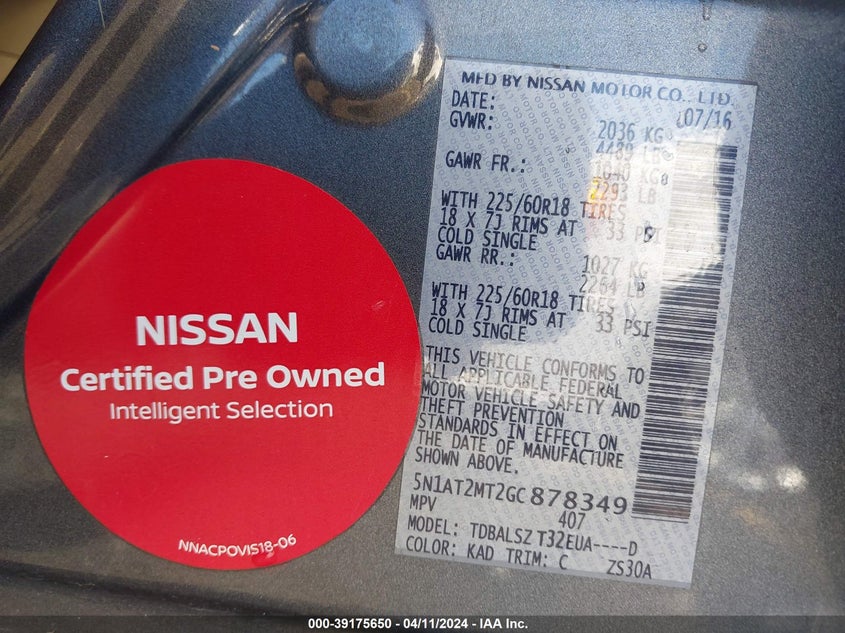 NISSAN
Certified Pre Owned
Intelligent Selection
NNACPOVIS18-06
MFD BY NISSAN MOTOR CO., LTD.
DATE: 07/16
GVWR: 2036 KG
4489 LB
GAWR FR.: 1040 KG
2293 LB
WITH 225/60R18 TIRES
18 X 7J RIMS AT 33 PSI
COLD SINGLE
GAWR RR.: 1027 KG
2264 LB
WITH 225/60R18 TIRES
18 X 7J RIMS AT 33 PSI
COLD SINGLE
THIS VEHICLE CONFORMS TO
ALL APPLICABLE FEDERAL
MOTOR VEHICLE SAFETY AND
THEFT PREVENTION
STANDARDS IN EFFECT ON
THE DATE OF MANUFACTURE
SHOWN ABOVE.
5N1AT2MT2GC878349
MPV 407
MODEL: TDBALSZ T32EUA----D
COLOR: KAD TRIM: C ZS30A
000-39175650 - 04/11/2024 - IAA Inc.